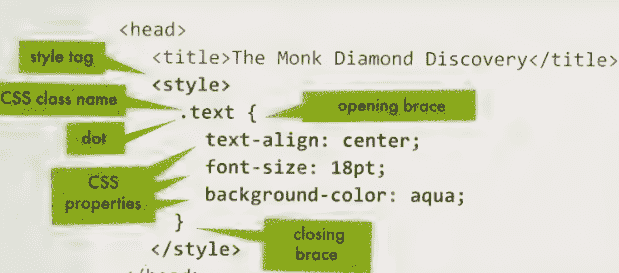 <head>
style tag
<title>The Monk Diamond Discovery</title>
<style>
CSS class name
.text {
opening brace
dot
text-align: center;
font-size: 18pt;
CSS
properties
background-color: aqua;
}
closing
brace
</style>
</head>